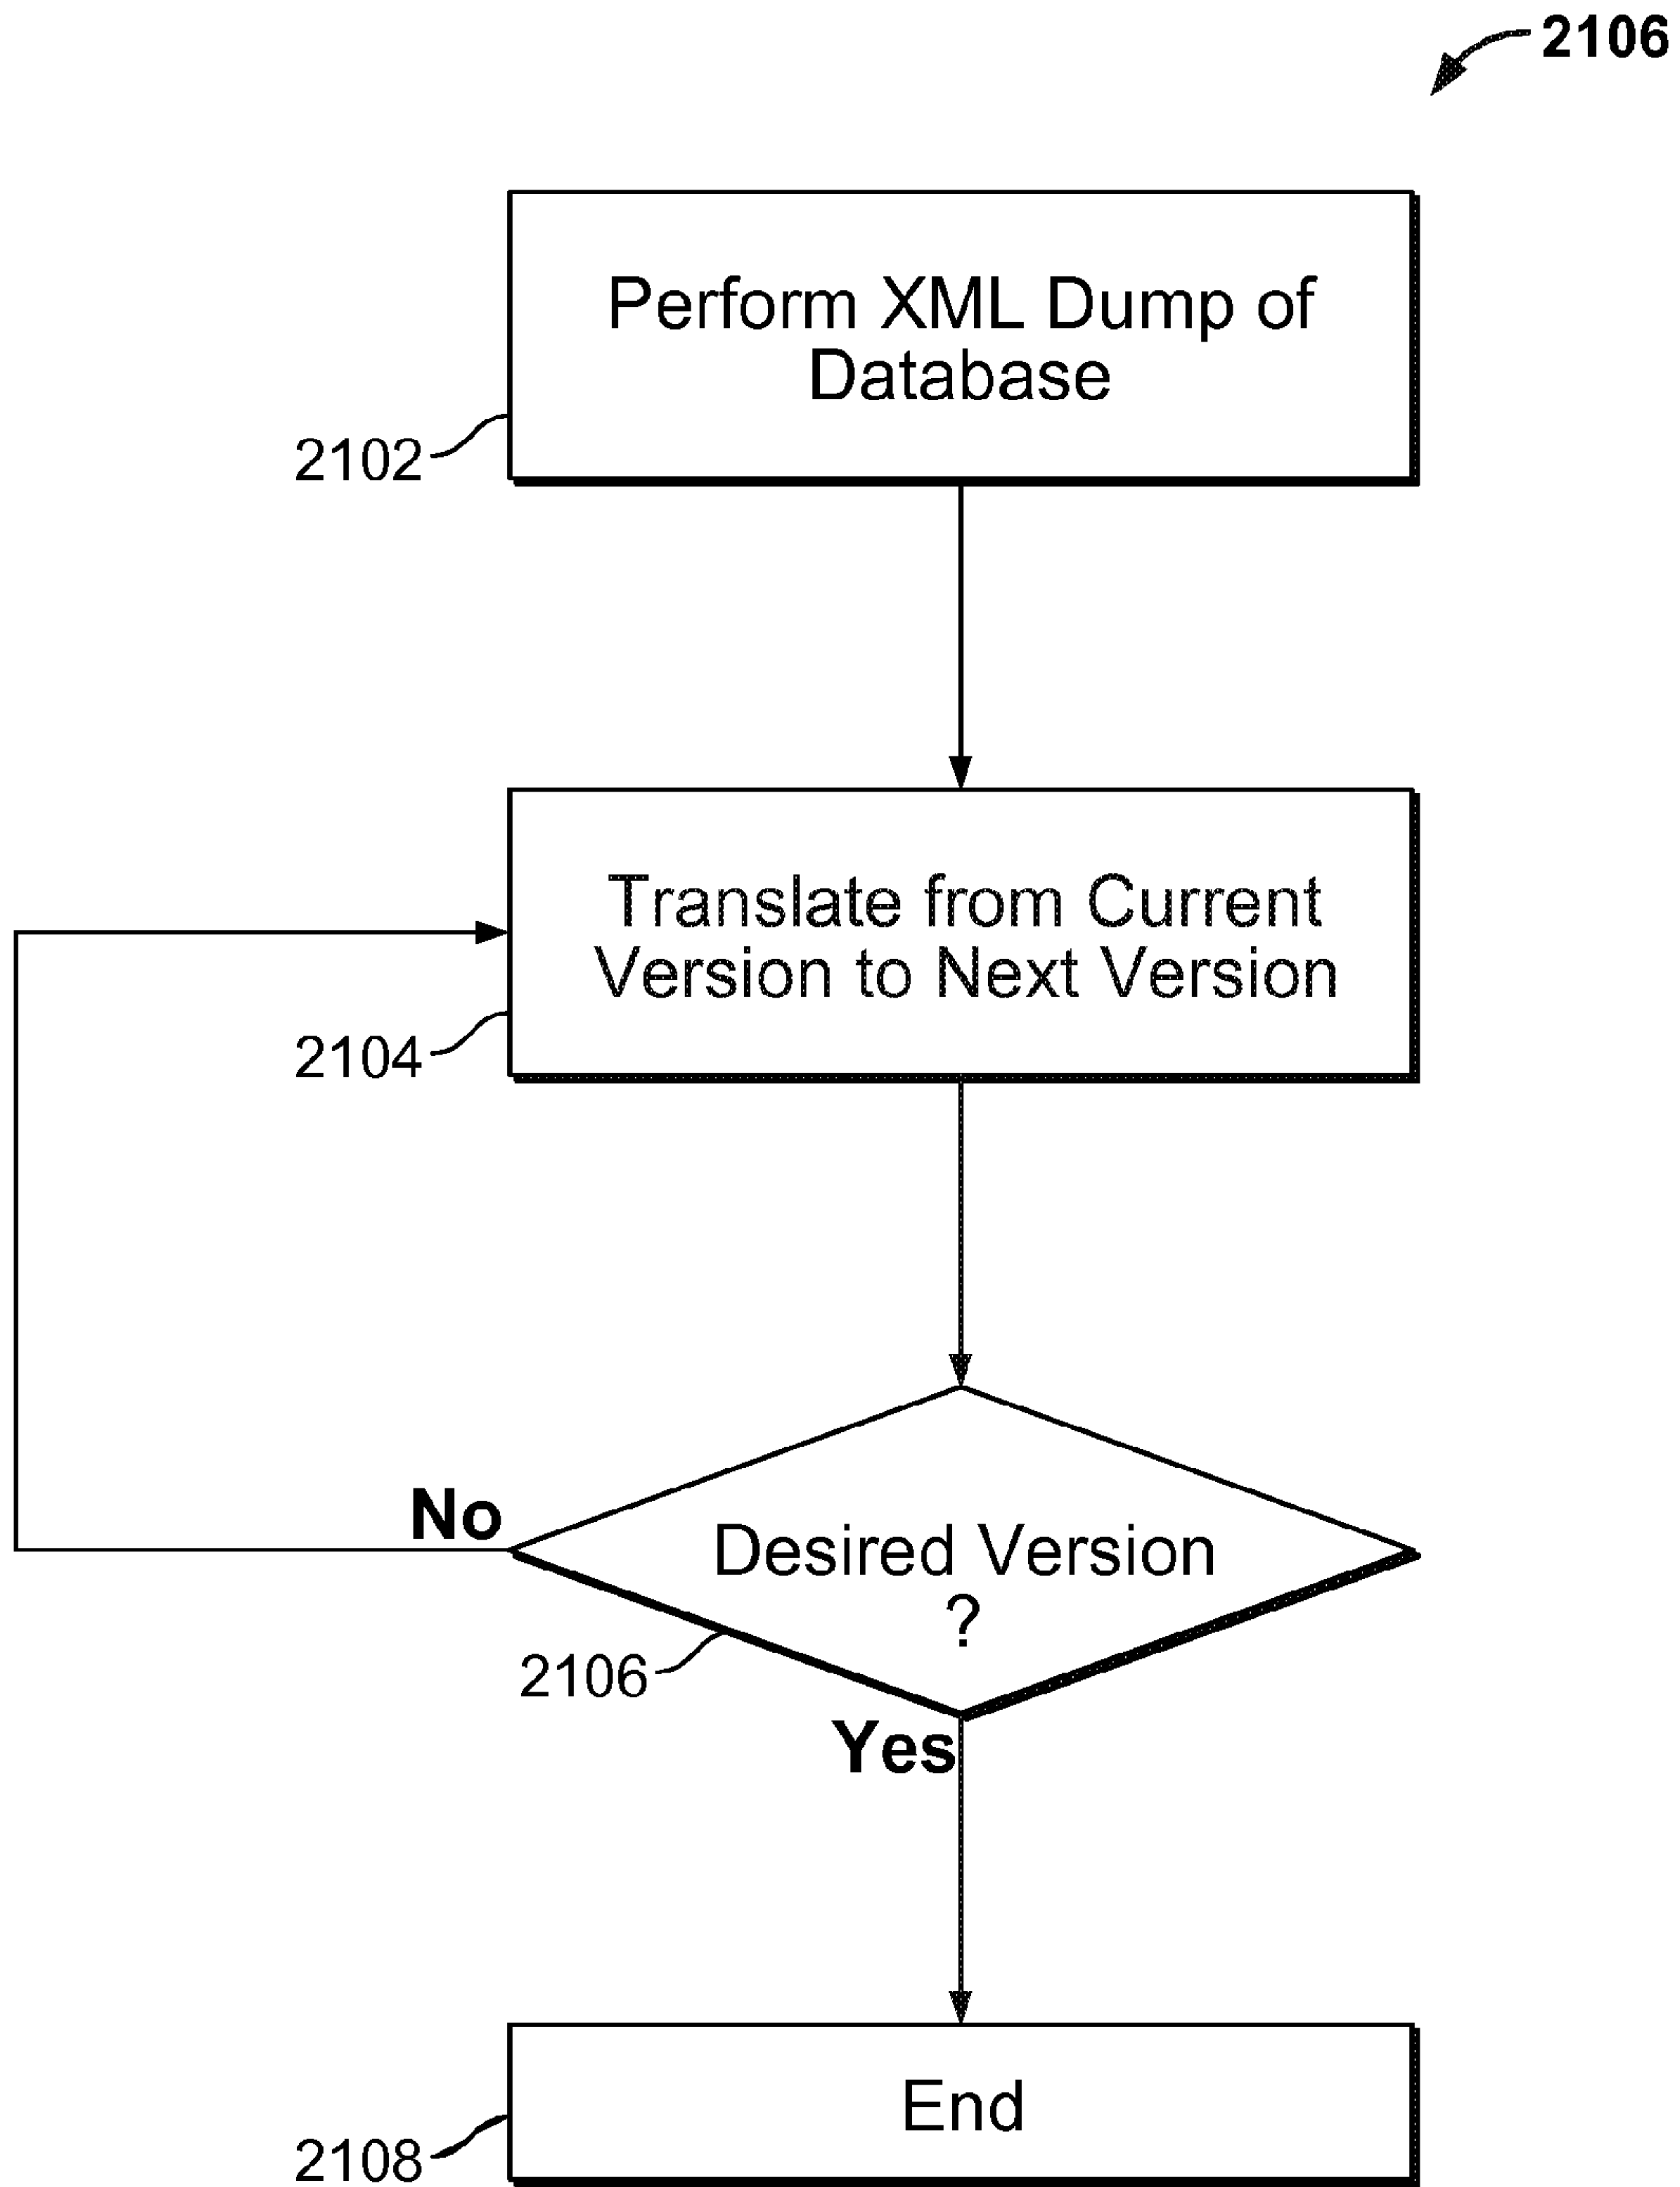 2106
Perform XML Dump of
Database
2102
Translate from Current
Version to Next Version
2104
No
Desired Version
?
2106
Yes
End
2108